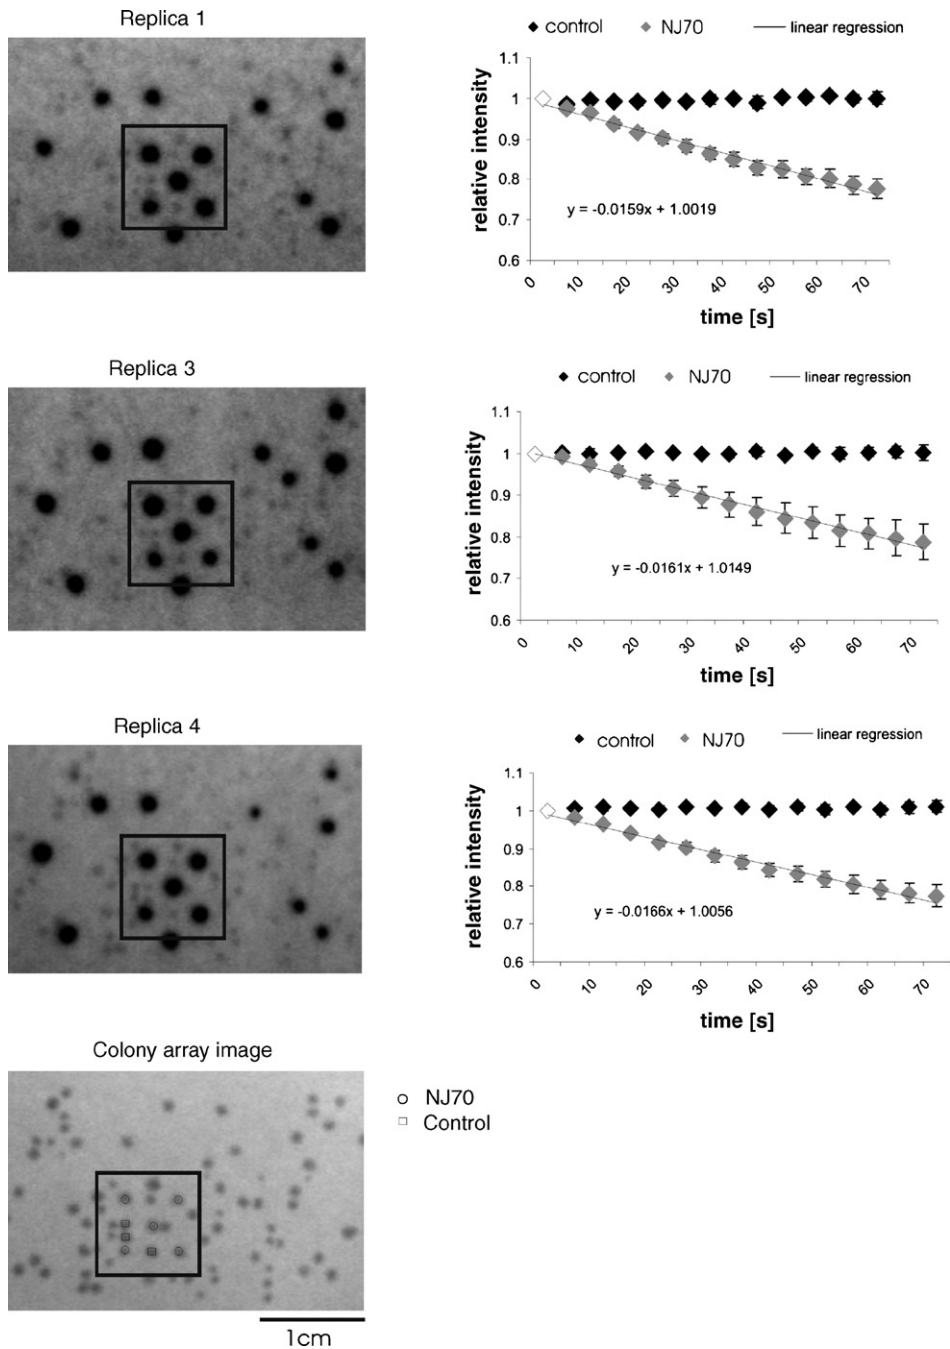 Replica 1
control NJ70 linear regression
relative intensity
1.1
1
0.9
0.8
0.7
0.6
y = -0.0159x + 1.0019
0 10 20 30 40 50 60 70
time [s]
Replica 3
control NJ70 linear regression
relative intensity
1.1
1
0.9
0.8
0.7
0.6
y = -0.0161x + 1.0149
0 10 20 30 40 50 60 70
time [s]
Replica 4
control NJ70 linear regression
relative intensity
1.1
1
0.9
0.8
0.7
0.6
y = -0.0166x + 1.0056
0 10 20 30 40 50 60 70
time [s]
Colony array image
NJ70
Control
1cm